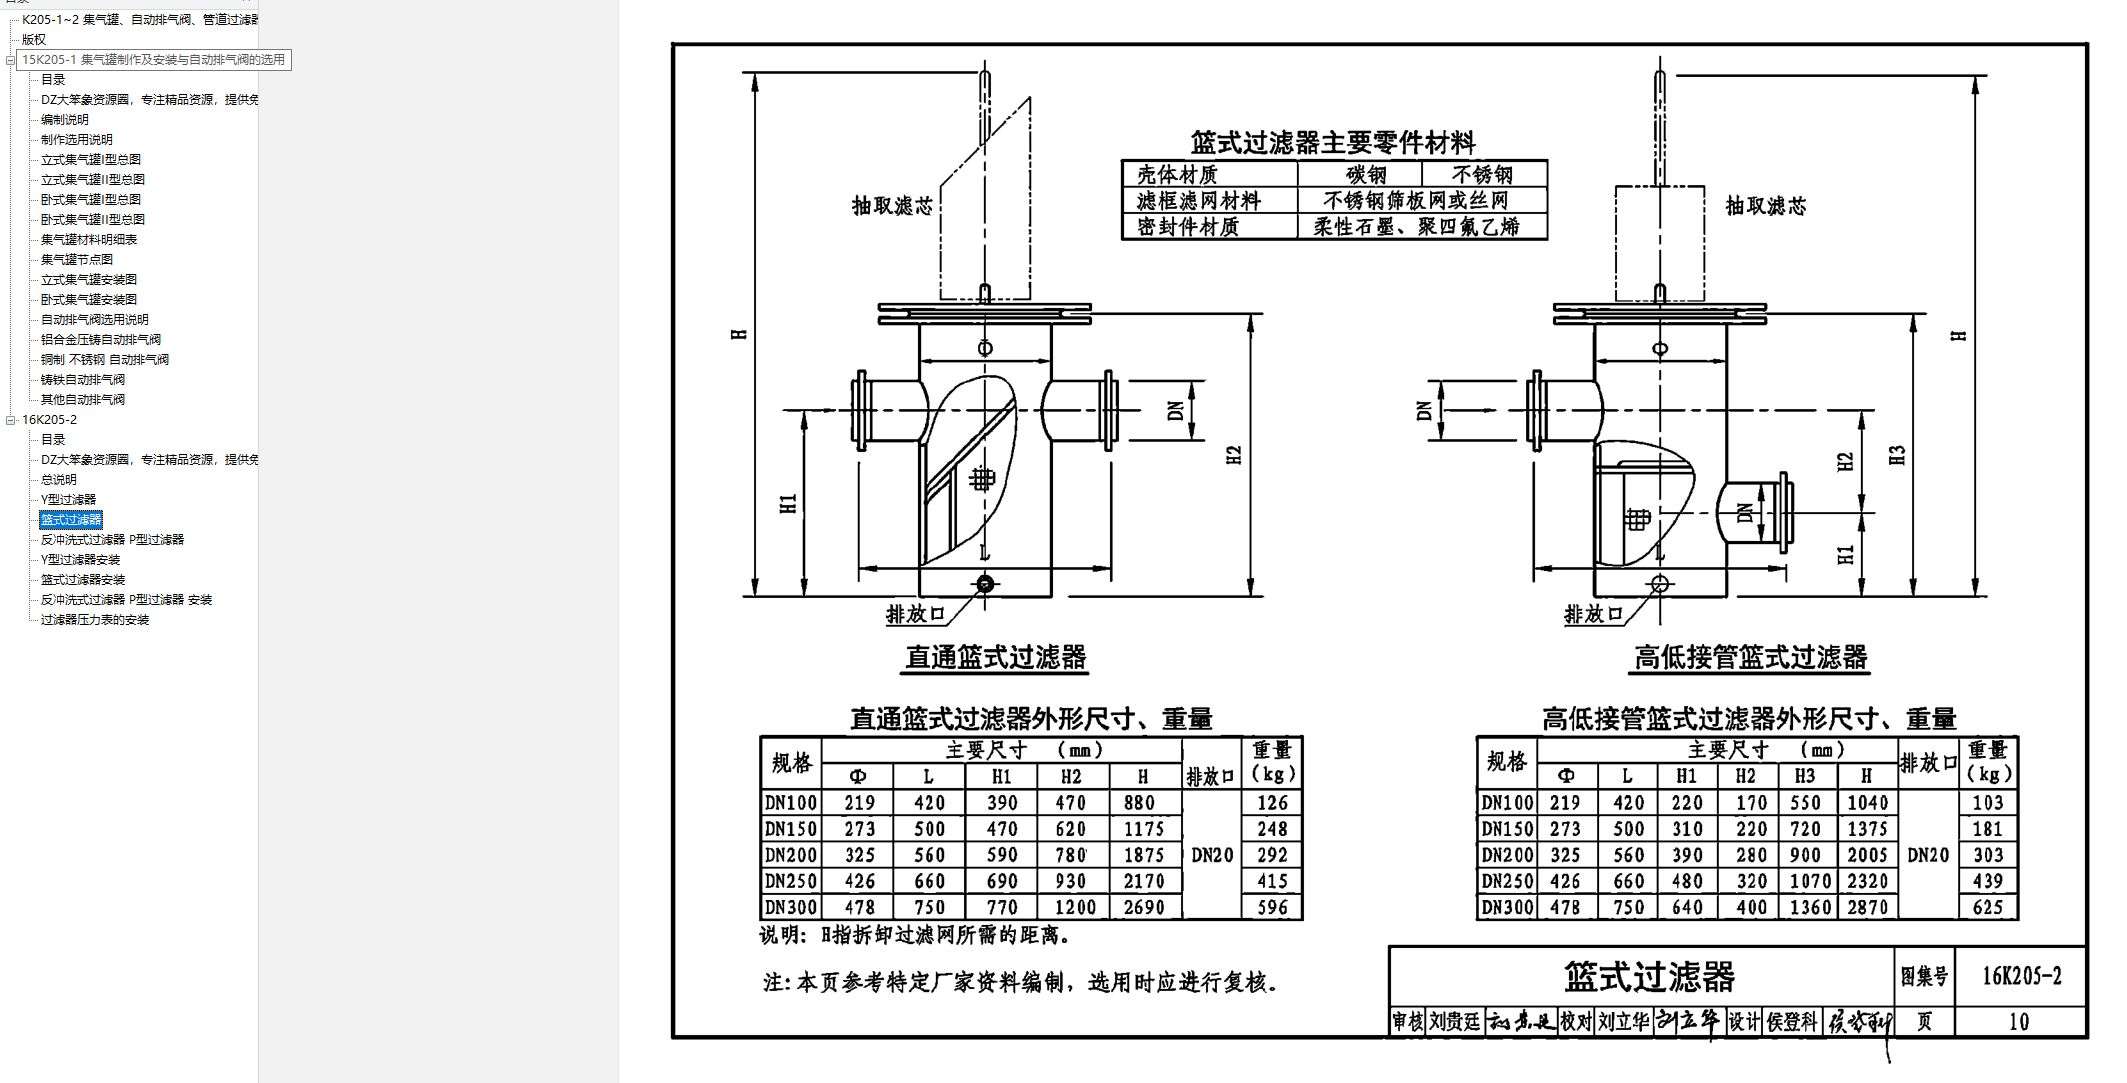 K205-1~2 集气罐、自动排气阀、管道过滤器
版权
15K205-1 集气罐制作及安装与自动排气阀的选用
目录
DZ大笨象资源圈，专注精品资源，提供免
编制说明
制作选用说明
立式集气罐I型总图
立式集气罐II型总图
卧式集气罐I型总图
卧式集气罐II型总图
集气罐材料明细表
集气罐节点图
立式集气罐安装图
卧式集气罐安装图
自动排气阀选用说明
铝合金压铸自动排气阀
铜制 不锈钢 自动排气阀
铸铁自动排气阀
其他自动排气阀
16K205-2
目录
DZ大笨象资源圈，专注精品资源，提供免
总说明
Y型过滤器
篮式过滤器
反冲洗式过滤器 P型过滤器
Y型过滤器安装
篮式过滤器安装
反冲洗式过滤器 P型过滤器 安装
过滤器压力表的安装
篮式过滤器主要零件材料
壳体材质 碳钢 不锈钢
滤框滤网材料 不锈钢筛板网或丝网
密封件材质 柔性石墨、聚四氟乙烯
抽取滤芯
H
Φ
DN
H2
H1
L
排放口
直通篮式过滤器
抽取滤芯
H
Φ
DN
H2
H3
DN
H1
L
排放口
高低接管篮式过滤器
直通篮式过滤器外形尺寸、重量
规格 主要尺寸 (mm) 排放口 重量(kg)
Φ L H1 H2 H
DN100 219 420 390 470 880 126
DN150 273 500 470 620 1175 248
DN200 325 560 590 780 1875 DN20 292
DN250 426 660 690 930 2170 415
DN300 478 750 770 1200 2690 596
说明: H指拆卸过滤网所需的距离。
注:本页参考特定厂家资料编制，选用时应进行复核。
高低接管篮式过滤器外形尺寸、重量
规格 主要尺寸 (mm) 排放口 重量(kg)
Φ L H1 H2 H3 H
DN100 219 420 220 170 550 1040 103
DN150 273 500 310 220 720 1375 181
DN200 325 560 390 280 900 2005 DN20 303
DN250 426 660 480 320 1070 2320 439
DN300 478 750 640 400 1360 2870 625
篮式过滤器 图集号 16K205-2
审核 刘贵廷 校对 刘立华 刘立华 设计 侯登科 侯登科 页 10